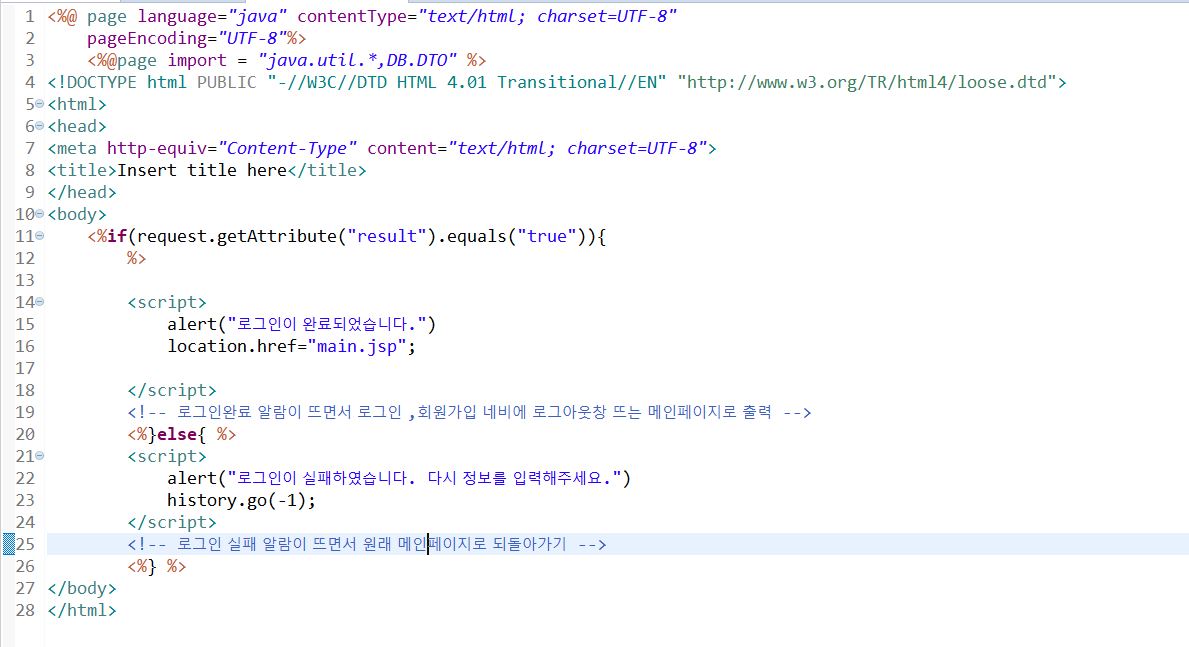 1 <%@ page language="java" contentType="text/html; charset=UTF-8"
2 pageEncoding="UTF-8"%>
3 <%@page import = "java.util.*,DB.DTO" %>
4 <!DOCTYPE html PUBLIC "-//W3C//DTD HTML 4.01 Transitional//EN" "http://www.w3.org/TR/html4/loose.dtd">
5 <html>
6 <head>
7 <meta http-equiv="Content-Type" content="text/html; charset=UTF-8">
8 <title>Insert title here</title>
9 </head>
10 <body>
11 <%if(request.getAttribute("result").equals("true")){
12 %>
13
14 <script>
15 alert("로그인이 완료되었습니다.")
16 location.href="main.jsp";
17
18 </script>
19 <!-- 로그인완료 알람이 뜨면서 로그인 ,회원가입 네비에 로그아웃창 뜨는 메인페이지로 출력 -->
20 <%}else{ %>
21 <script>
22 alert("로그인이 실패하였습니다. 다시 정보를 입력해주세요.")
23 history.go(-1);
24 </script>
25 <!-- 로그인 실패 알람이 뜨면서 원래 메인페이지로 되돌아가기 -->
26 <%} %>
27 </body>
28 </html>